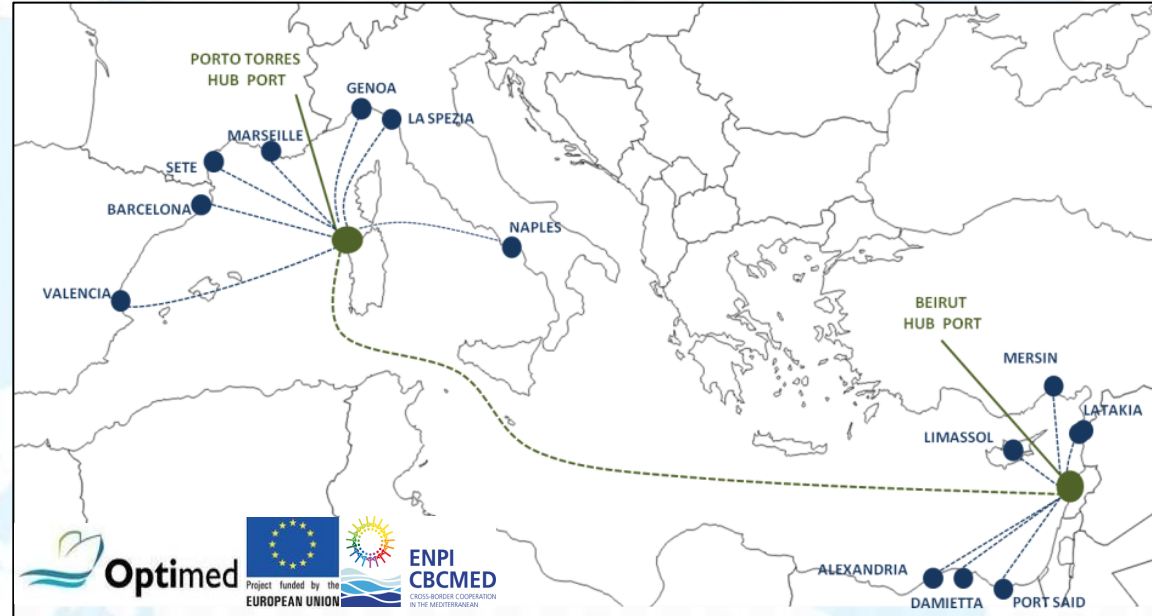 PORTO TORRES
HUB PORT
GENOA
LA SPEZIA
MARSEILLE
SETE
BARCELONA
NAPLES
VALENCIA
BEIRUT
HUB PORT
MERSIN
LATAKIA
LIMASSOL
ALEXANDRIA
DAMIETTA
PORT SAID
Optimed
Project funded by the
EUROPEAN UNION
ENPI
CBCMED
CROSS-BORDER COOPERATION
IN THE MEDITERRANEAN